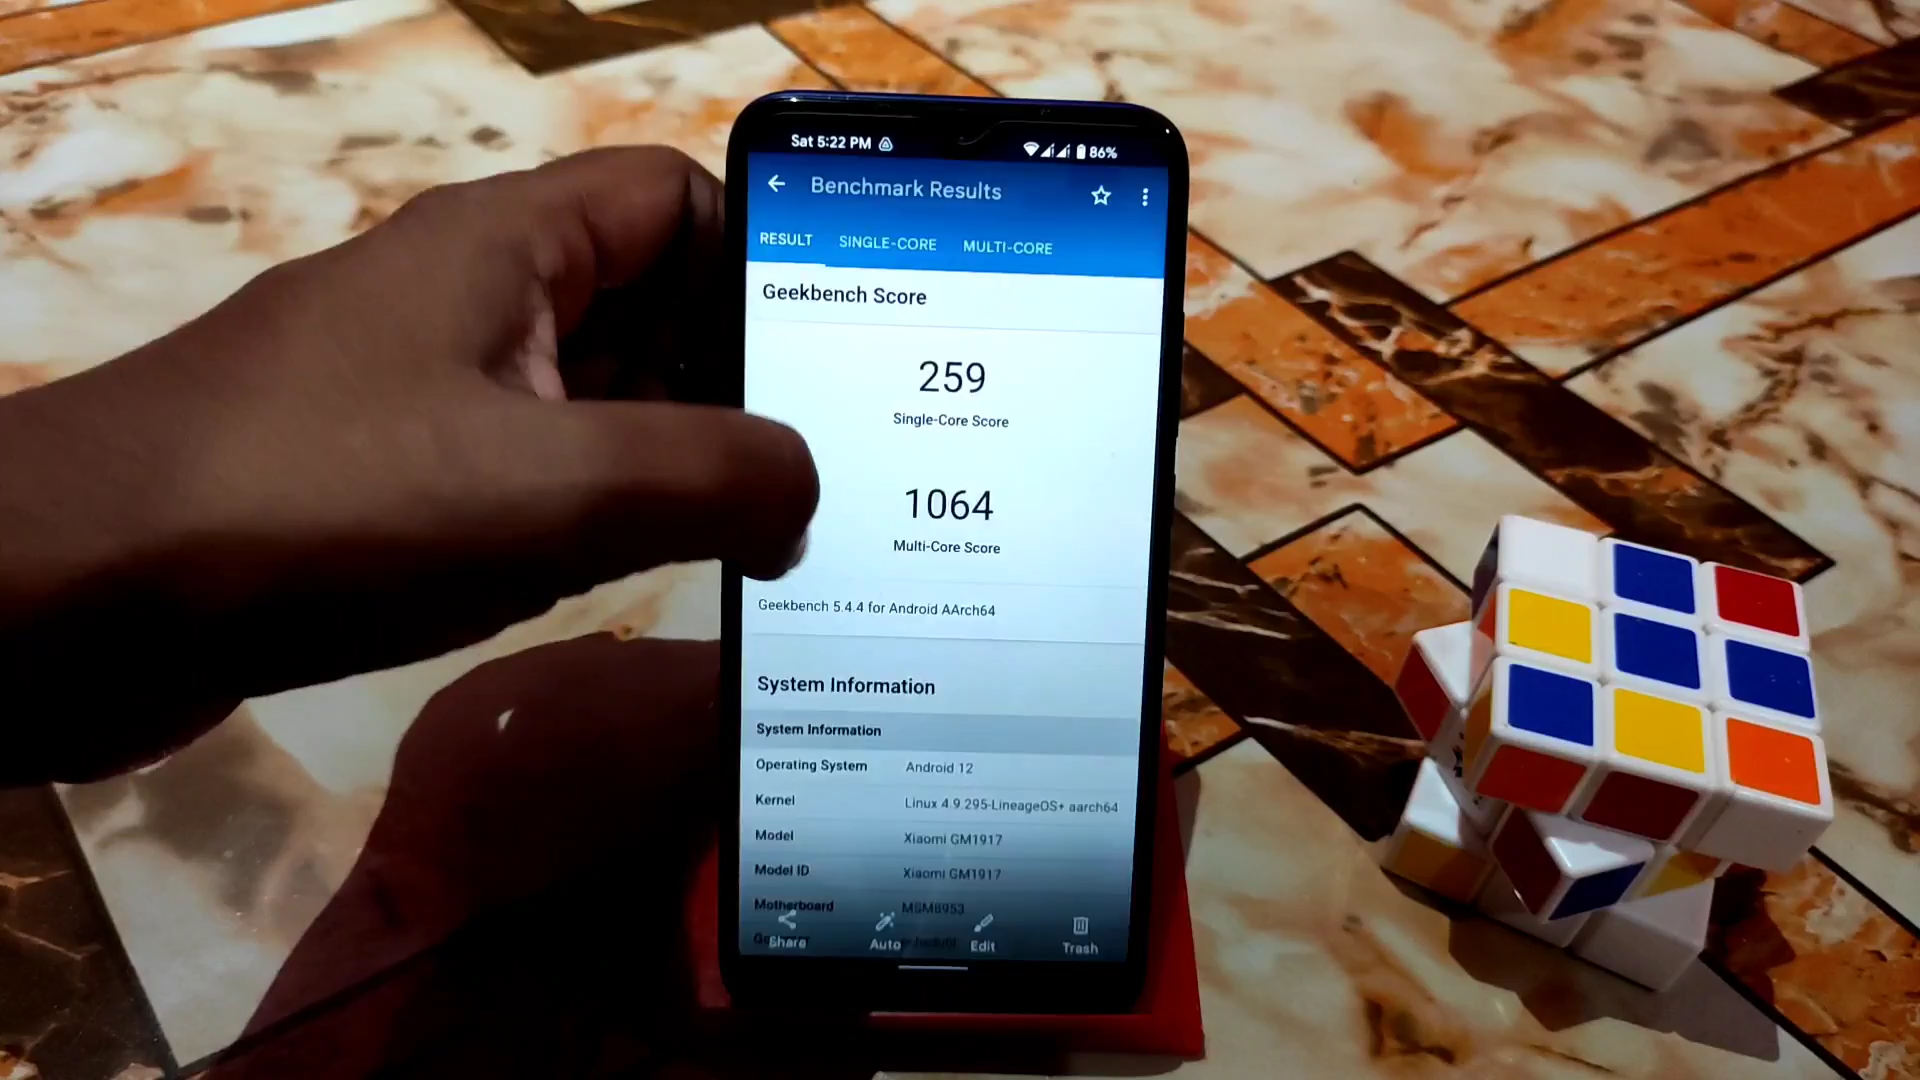 Sat 5:22 PM 86%
Benchmark Results
RESULT SINGLE-CORE MULTI-CORE
Geekbench Score
259
Single-Core Score
1064
Multi-Core Score
Geekbench 5.4.4 for Android AArch64
System Information
System Information
Operating System Android 12
Kernel Linux 4.9.295-LineageOS+ aarch64
Model Xiaomi GM1917
Model ID Xiaomi GM1917
Motherboard MSM8953
Share Auto Edit Trash